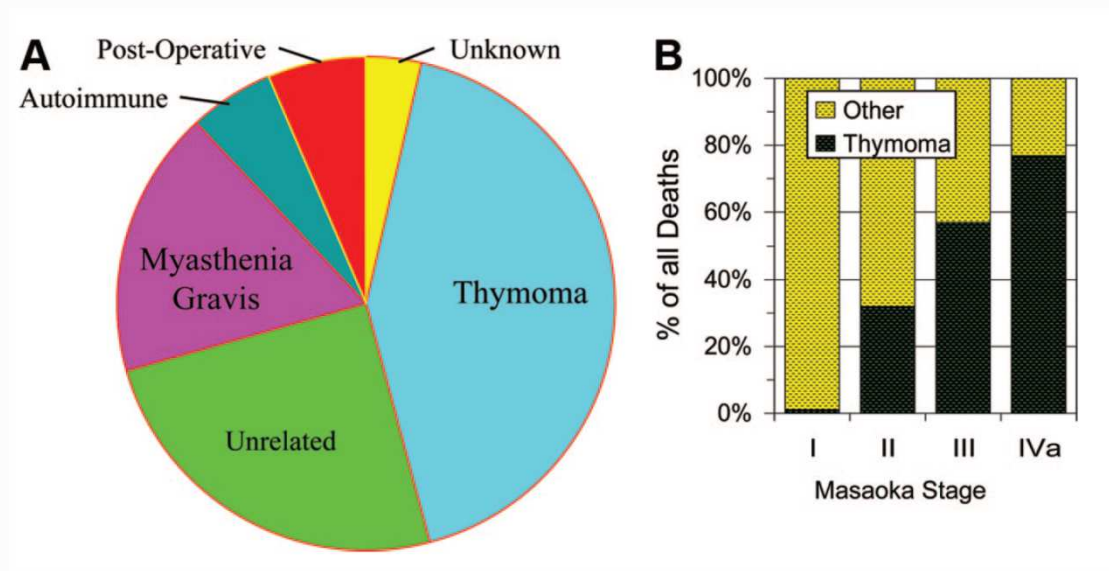 A
Post-Operative
Unknown
Autoimmune
Myasthenia
Gravis
Thymoma
Unrelated
B
100%
80%
60%
40%
20%
0%
% of all Deaths
Other
Thymoma
I II III IVa
Masaoka Stage